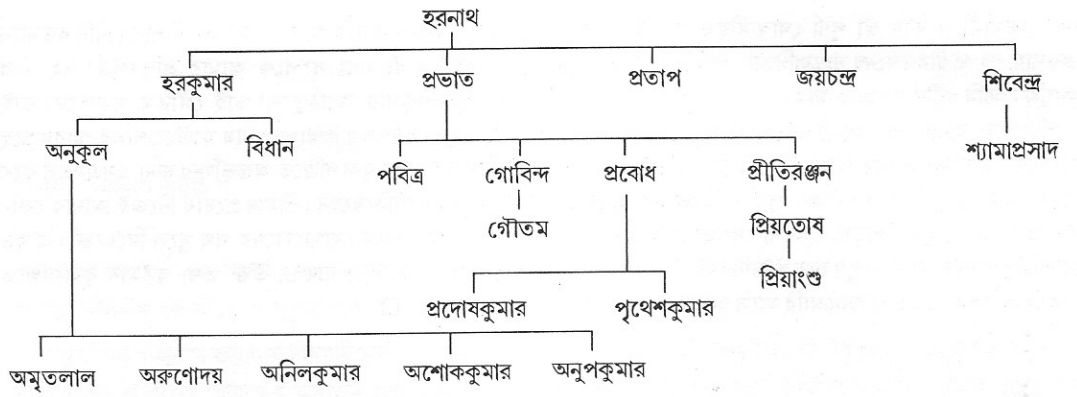 হরনাথ
হরকুমার প্রভাত প্রতাপ জয়চন্দ্র শিবেন্দ্র
অনুকূল বিধান পবিত্র গোবিন্দ প্রবোধ প্রীতিরঞ্জন শ্যামাপ্রসাদ
গৌতম প্রিয়তোষ
প্রিয়াংশু
প্রদোষকুমার পৃথেশকুমার
অমৃতলাল অরুণোদয় অনিলকুমার অশোককুমার অনুপকুমার